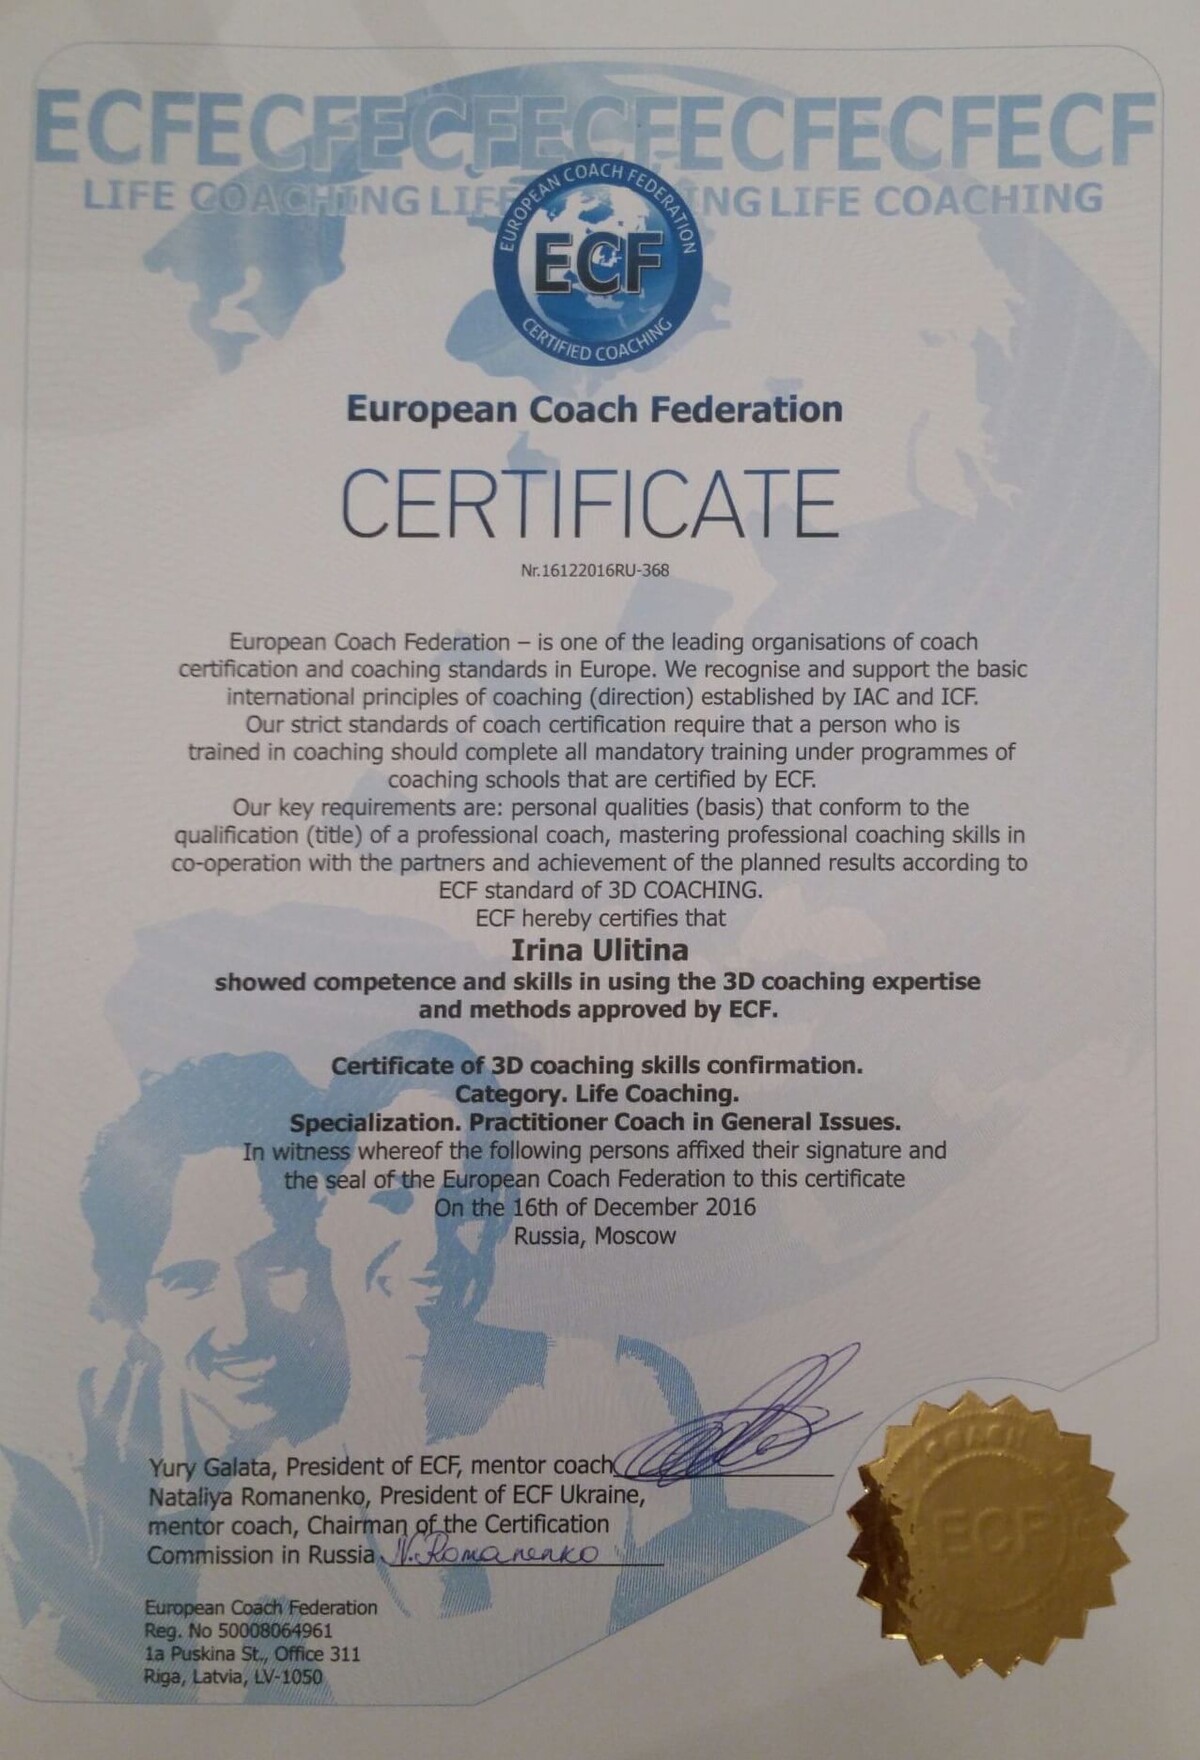 ECFECFECFECFECFECFECFECF
LIFE COACHING LIFE NG LIFE COACHING
EUROPEAN COACH FEDERATION
ECF
CERTIFIED COACHING
European Coach Federation
CERTIFICATE
Nr.16122016RU-368
European Coach Federation – is one of the leading organisations of coach
certification and coaching standards in Europe. We recognise and support the basic
international principles of coaching (direction) established by IAC and ICF.
Our strict standards of coach certification require that a person who is
trained in coaching should complete all mandatory training under programmes of
coaching schools that are certified by ECF.
Our key requirements are: personal qualities (basis) that conform to the
qualification (title) of a professional coach, mastering professional coaching skills in
co-operation with the partners and achievement of the planned results according to
ECF standard of 3D COACHING.
ECF hereby certifies that
Irina Ulitina
showed competence and skills in using the 3D coaching expertise
and methods approved by ECF.
Certificate of 3D coaching skills confirmation.
Category. Life Coaching.
Specialization. Practitioner Coach in General Issues.
In witness whereof the following persons affixed their signature and
the seal of the European Coach Federation to this certificate
On the 16th of December 2016
Russia, Moscow
Yury Galata, President of ECF, mentor coach
Nataliya Romanenko, President of ECF Ukraine,
mentor coach, Chairman of the Certification
Commission in Russia N. Romanenko
European Coach Federation
Reg. No 50008064961
1a Puskina St., Office 311
Riga, Latvia, LV-1050
COACH
ECF